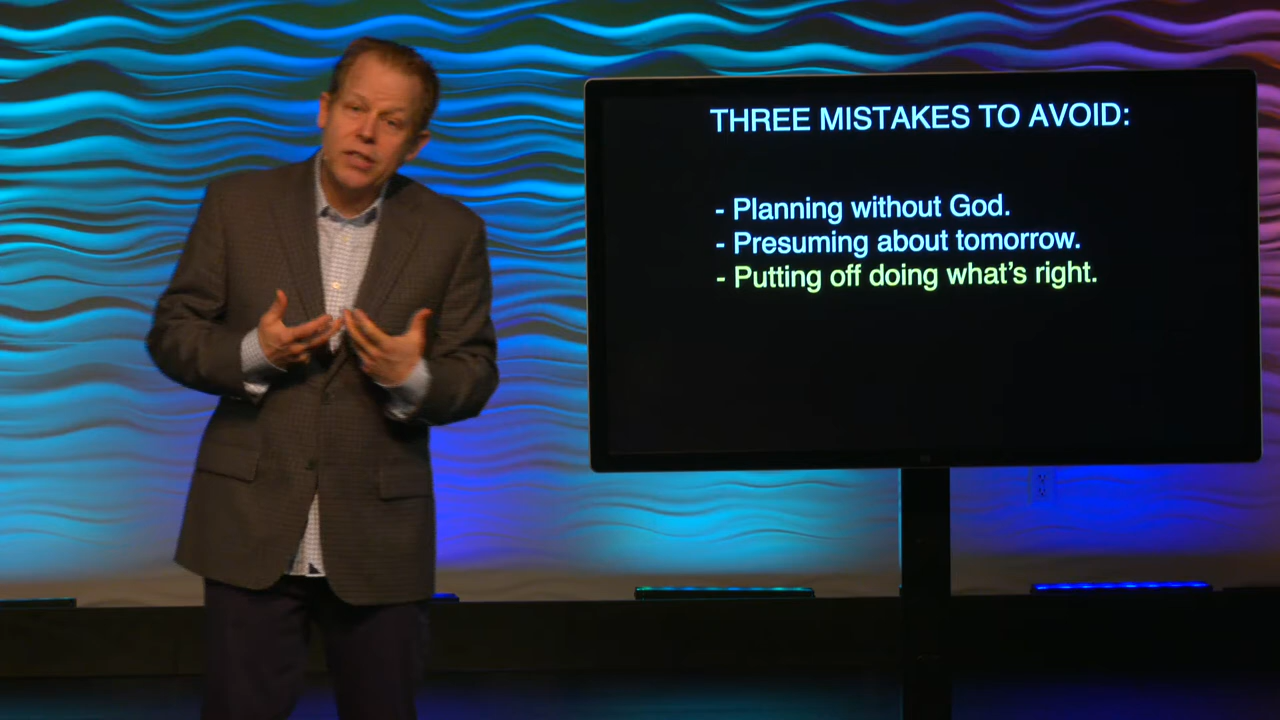 THREE MISTAKES TO AVOID:
- Planning without God.
- Presuming about tomorrow.
- Putting off doing what’s right.